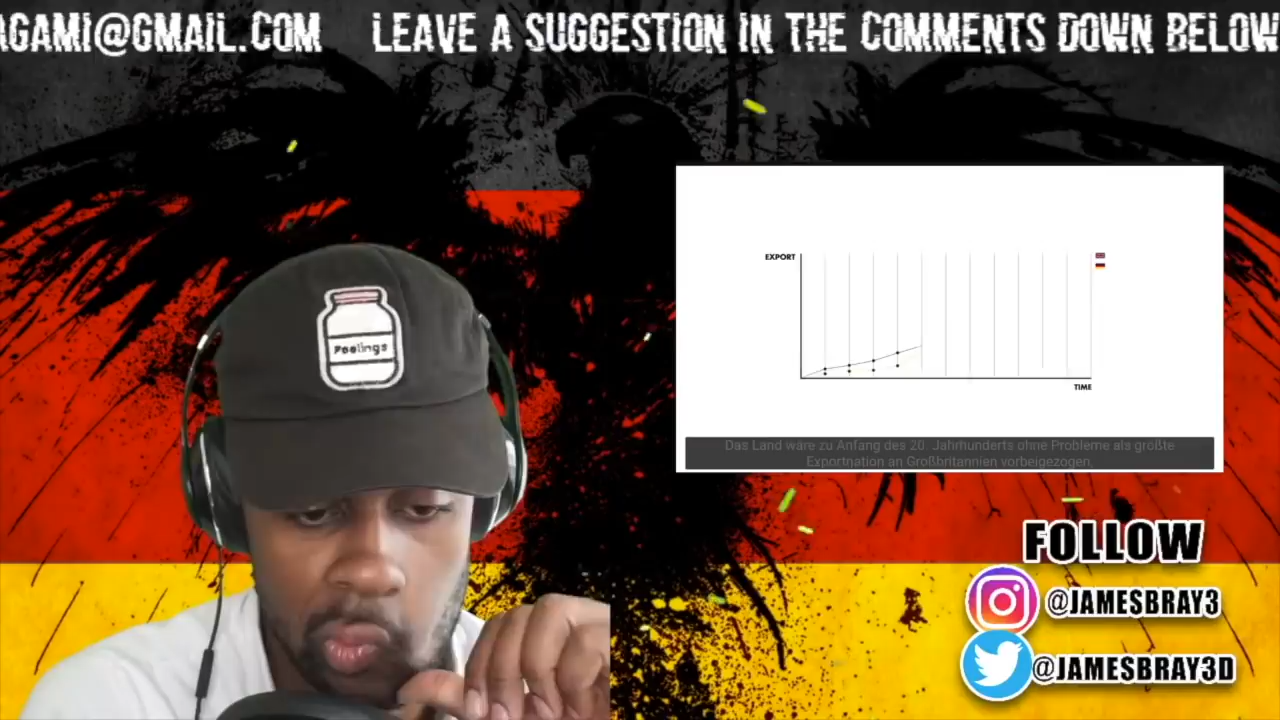 AGAMI@GMAIL.COM LEAVE A SUGGESTION IN THE COMMENTS DOWN BELOW
Feelings
EXPORT
TIME
Das Land wäre zu Anfang des 20. Jahrhunderts ohne Probleme als größte
Exportnation an Großbritannien vorbeigezogen.
FOLLOW
@JAMESBRAY3
@JAMESBRAY3D